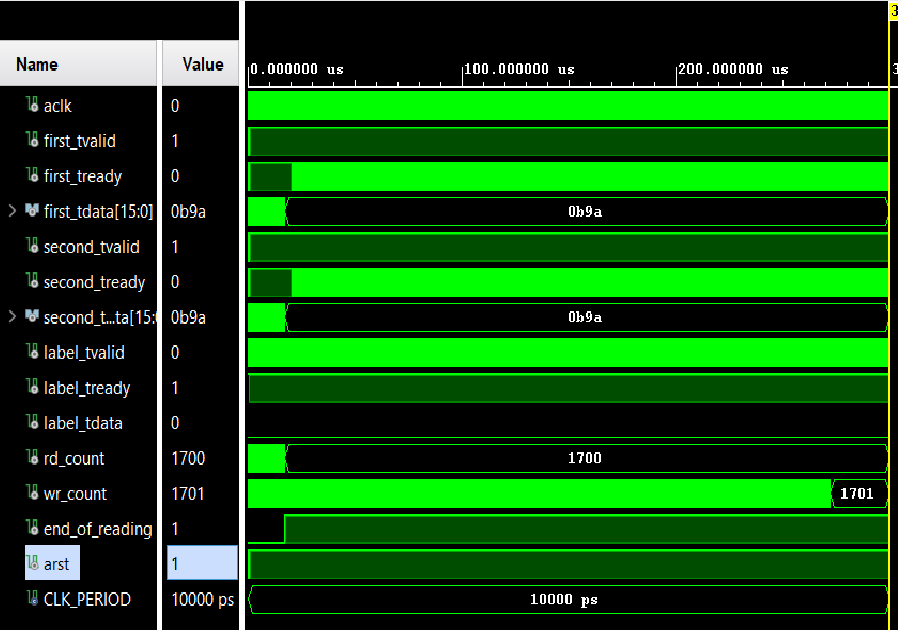 3
Name Value 0.000000 us 100.000000 us 200.000000 us 3
aclk 0
first_tvalid 1
first_tready 0
first_tdata[15:0] 0b9a 0b9a
second_tvalid 1
second_tready 0
second_t...ta[15:0 0b9a 0b9a
label_tvalid 0
label_tready 1
label_tdata 0
rd_count 1700 1700
wr_count 1701 1701
end_of_reading 1
arst 1
CLK_PERIOD 10000 ps 10000 ps